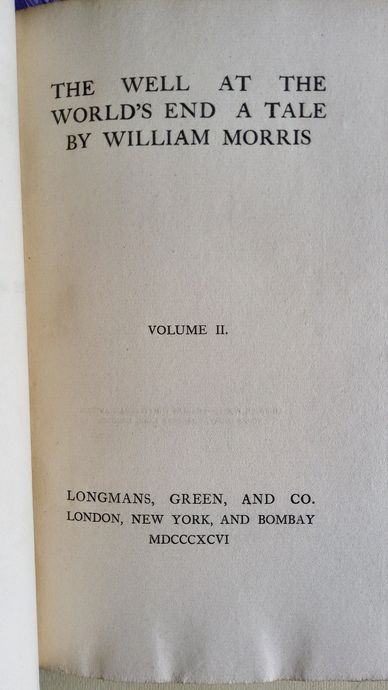 THE WELL AT THE
WORLD'S END A TALE
BY WILLIAM MORRIS
VOLUME II.
LONGMANS, GREEN, AND CO.
LONDON, NEW YORK, AND BOMBAY
MDCCCXCVI